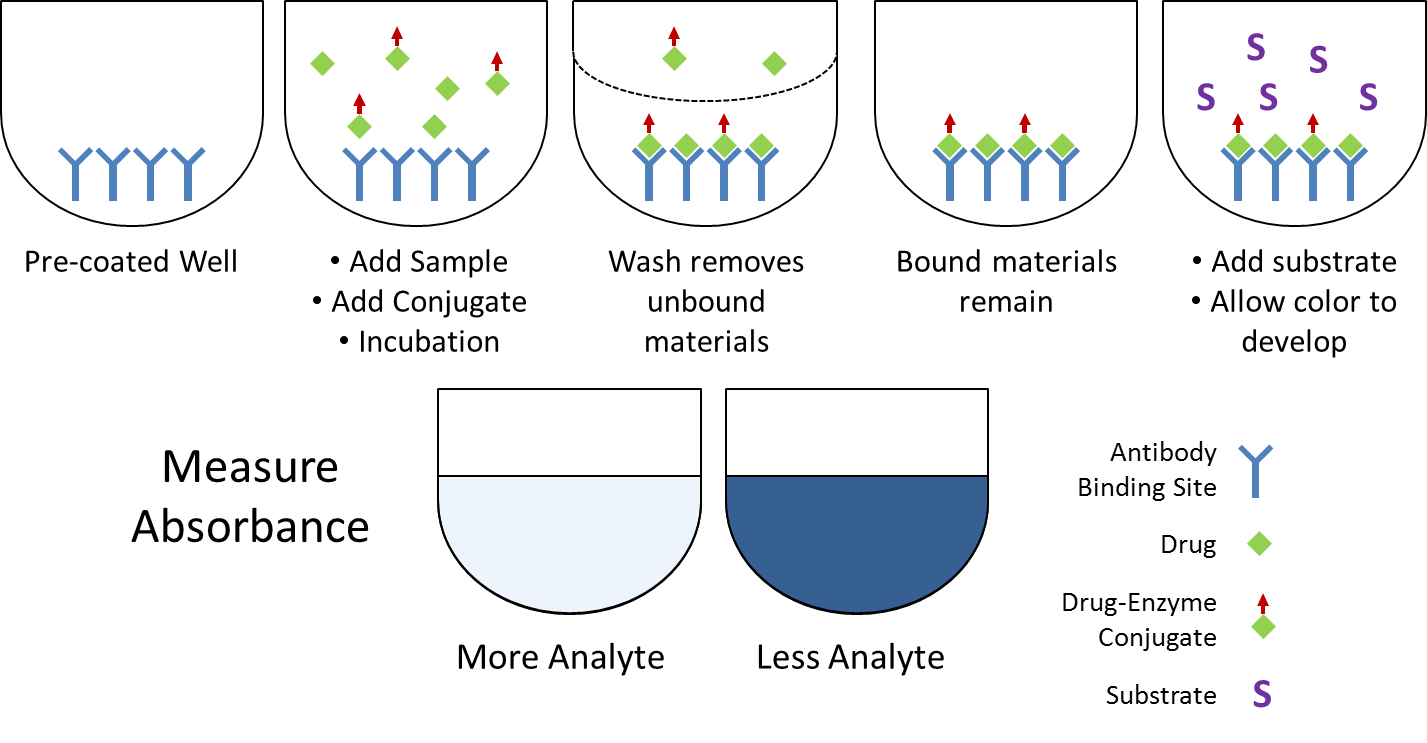 S
S
S
S
S
Pre-coated Well
• Add Sample
• Add Conjugate
• Incubation
Wash removes
unbound
materials
Bound materials
remain
• Add substrate
• Allow color to
develop
Measure
Absorbance
More Analyte
Less Analyte
Antibody
Binding Site
Drug
Drug-Enzyme
Conjugate
Substrate
S